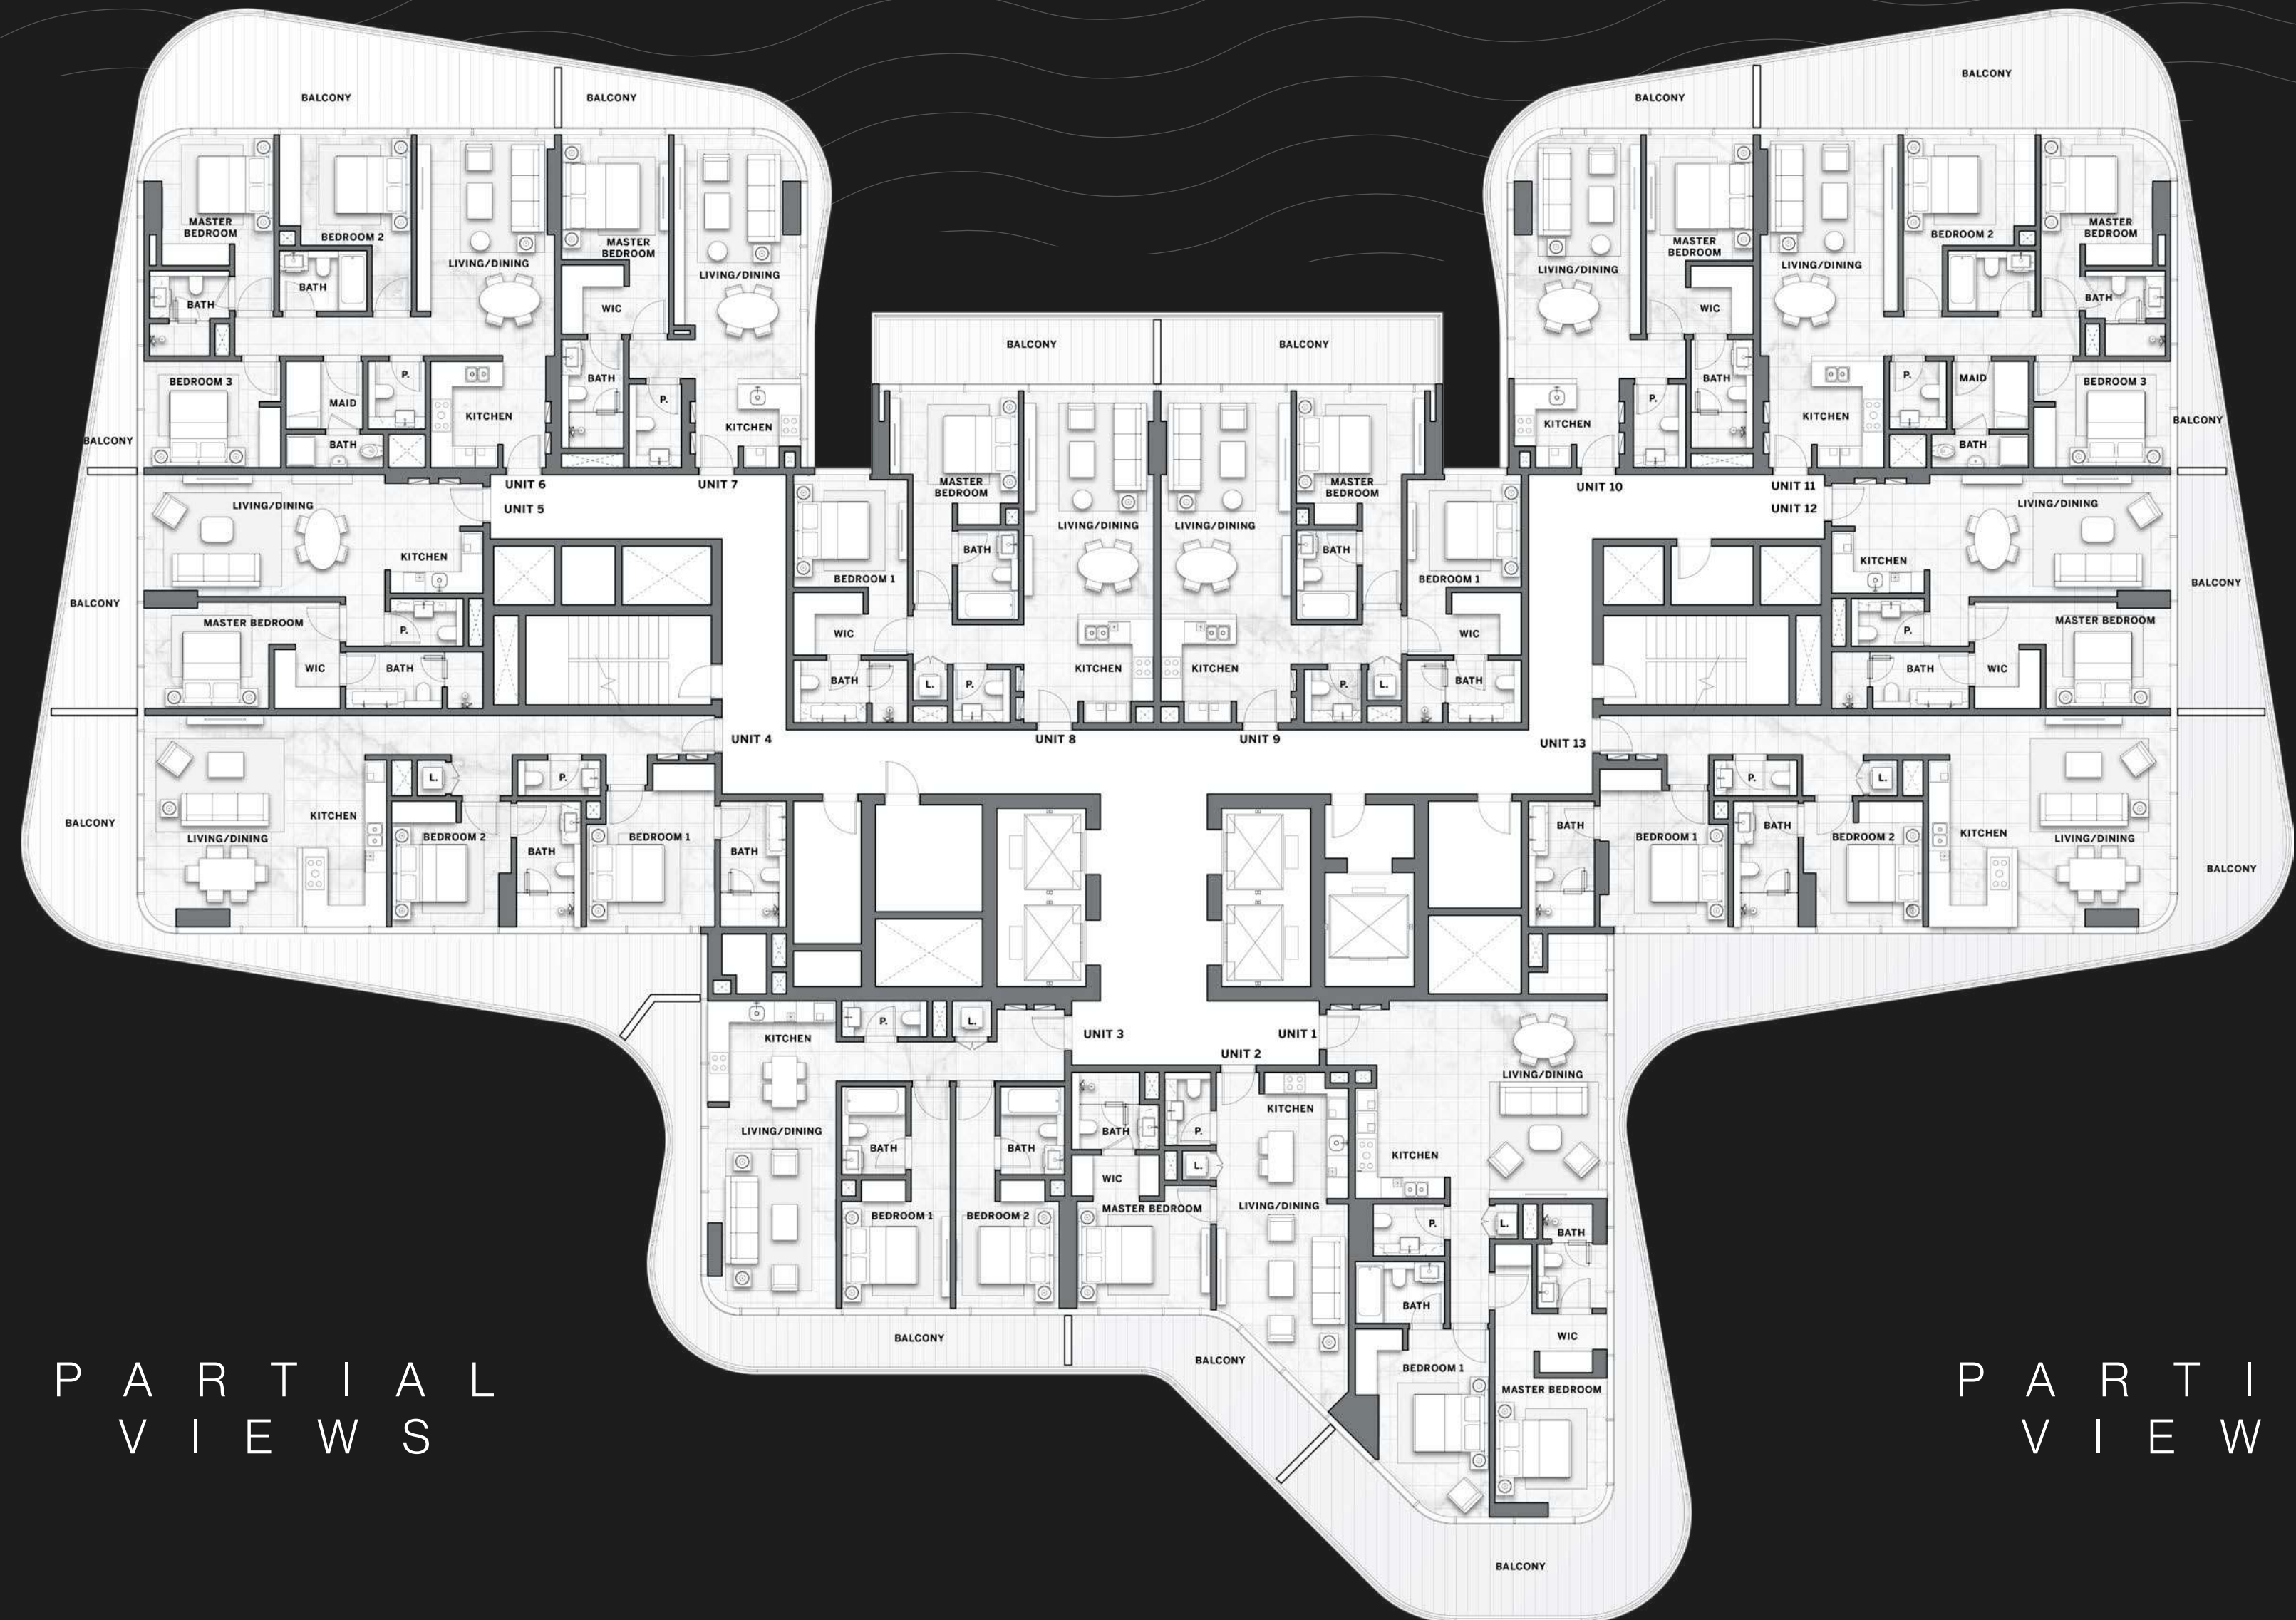 BALCONY
BALCONY
BALCONY
BALCONY
MASTER
BEDROOM
BEDROOM 2
LIVING/DINING
MASTER
BEDROOM
LIVING/DINING
BATH
BATH
WIC
BEDROOM 3
MAID
P.
KITCHEN
BATH
P.
KITCHEN
BALCONY
BATH
UNIT 6
UNIT 7
UNIT 5
LIVING/DINING
KITCHEN
BALCONY
MASTER BEDROOM
P.
WIC
BATH
LIVING/DINING
MASTER
BEDROOM
LIVING/DINING
BEDROOM 2
MASTER
BEDROOM
WIC
BATH
BATH
P.
P.
MAID
BEDROOM 3
KITCHEN
KITCHEN
BATH
BALCONY
UNIT 10
UNIT 11
UNIT 12
LIVING/DINING
KITCHEN
BALCONY
P.
MASTER BEDROOM
BATH
WIC
BALCONY
BALCONY
MASTER
BEDROOM
MASTER
BEDROOM
LIVING/DINING
LIVING/DINING
BATH
BATH
BEDROOM 1
BEDROOM 1
WIC
WIC
KITCHEN
KITCHEN
BATH
L.
P.
P.
L.
BATH
UNIT 4
UNIT 8
UNIT 9
UNIT 13
L.
P.
KITCHEN
BALCONY
LIVING/DINING
BEDROOM 2
BATH
BEDROOM 1
BATH
P.
L.
BATH
BEDROOM 1
BATH
BEDROOM 2
KITCHEN
LIVING/DINING
BALCONY
P.
L.
UNIT 3
UNIT 1
UNIT 2
KITCHEN
LIVING/DINING
BATH
BATH
BEDROOM 1
BEDROOM 2
BATH
P.
WIC
L.
MASTER BEDROOM
KITCHEN
LIVING/DINING
LIVING/DINING
KITCHEN
P.
L.
BATH
BATH
WIC
BEDROOM 1
MASTER BEDROOM
BALCONY
BALCONY
BALCONY
PARTIAL
VIEWS
PARTI
VIEW